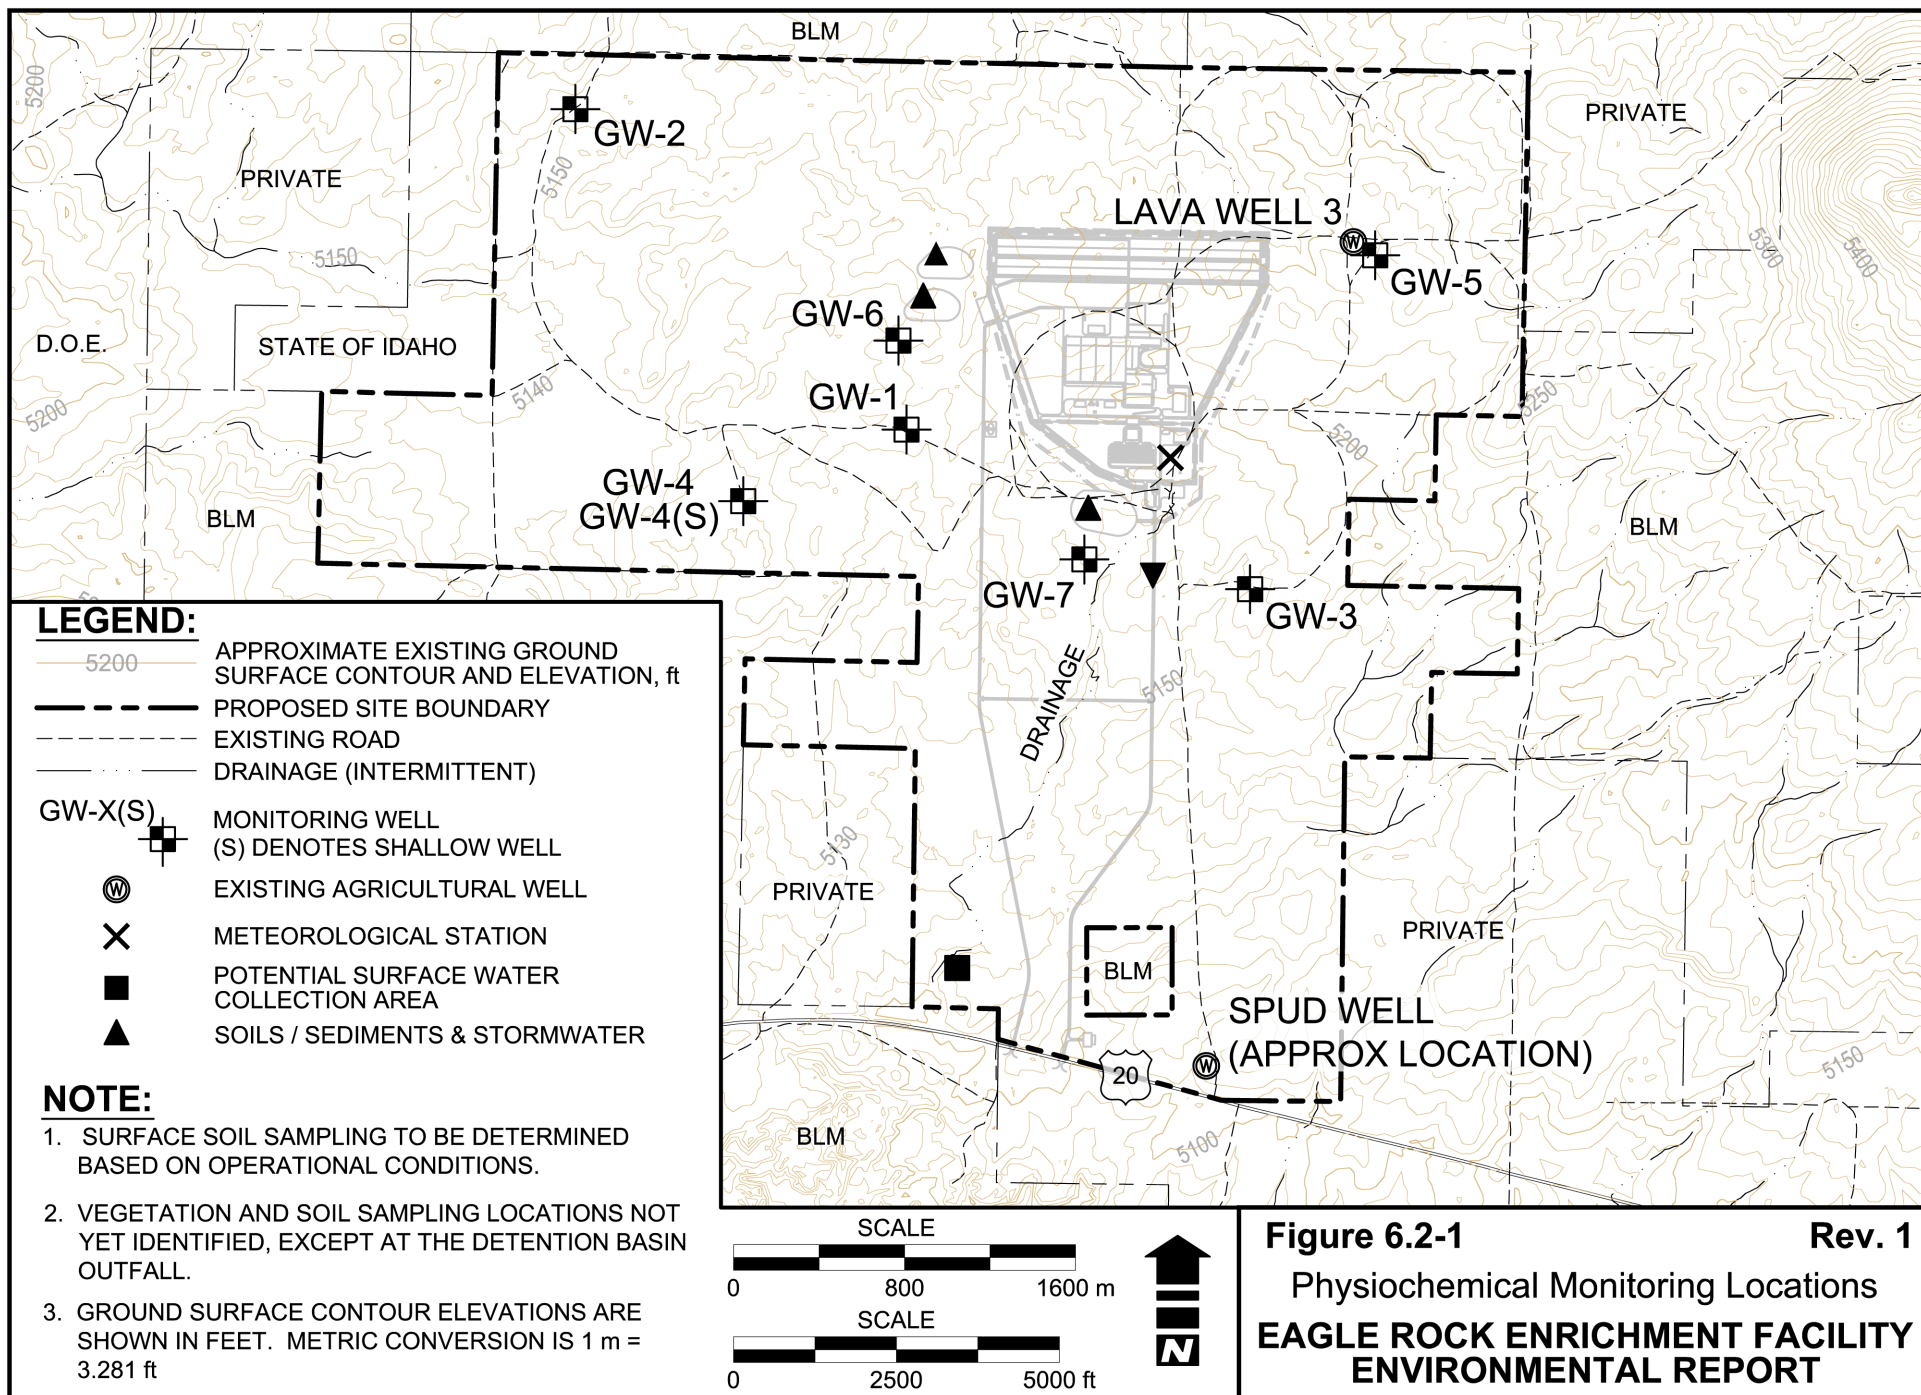 BLM
5200
PRIVATE
GW-2
PRIVATE
5150
LAVA WELL 3
5150
5300
5400
GW-5
GW-6
D.O.E.
STATE OF IDAHO
5140
GW-1
5250
5200
5200
GW-4
GW-4(S)
BLM
BLM
GW-7
GW-3
DRAINAGE
5150
5130
PRIVATE
PRIVATE
BLM
SPUD WELL
(APPROX LOCATION)
20
5150
BLM
5100
LEGEND:
5200
APPROXIMATE EXISTING GROUND
SURFACE CONTOUR AND ELEVATION, ft
PROPOSED SITE BOUNDARY
EXISTING ROAD
DRAINAGE (INTERMITTENT)
GW-X(S)
MONITORING WELL
(S) DENOTES SHALLOW WELL
W
EXISTING AGRICULTURAL WELL
METEOROLOGICAL STATION
POTENTIAL SURFACE WATER
COLLECTION AREA
SOILS / SEDIMENTS & STORMWATER
NOTE:
1. SURFACE SOIL SAMPLING TO BE DETERMINED
BASED ON OPERATIONAL CONDITIONS.
2. VEGETATION AND SOIL SAMPLING LOCATIONS NOT
YET IDENTIFIED, EXCEPT AT THE DETENTION BASIN
OUTFALL.
3. GROUND SURFACE CONTOUR ELEVATIONS ARE
SHOWN IN FEET. METRIC CONVERSION IS 1 m =
3.281 ft
SCALE
0 800 1600 m
SCALE
0 2500 5000 ft
N
Figure 6.2-1 Rev. 1
Physiochemical Monitoring Locations
EAGLE ROCK ENRICHMENT FACILITY
ENVIRONMENTAL REPORT